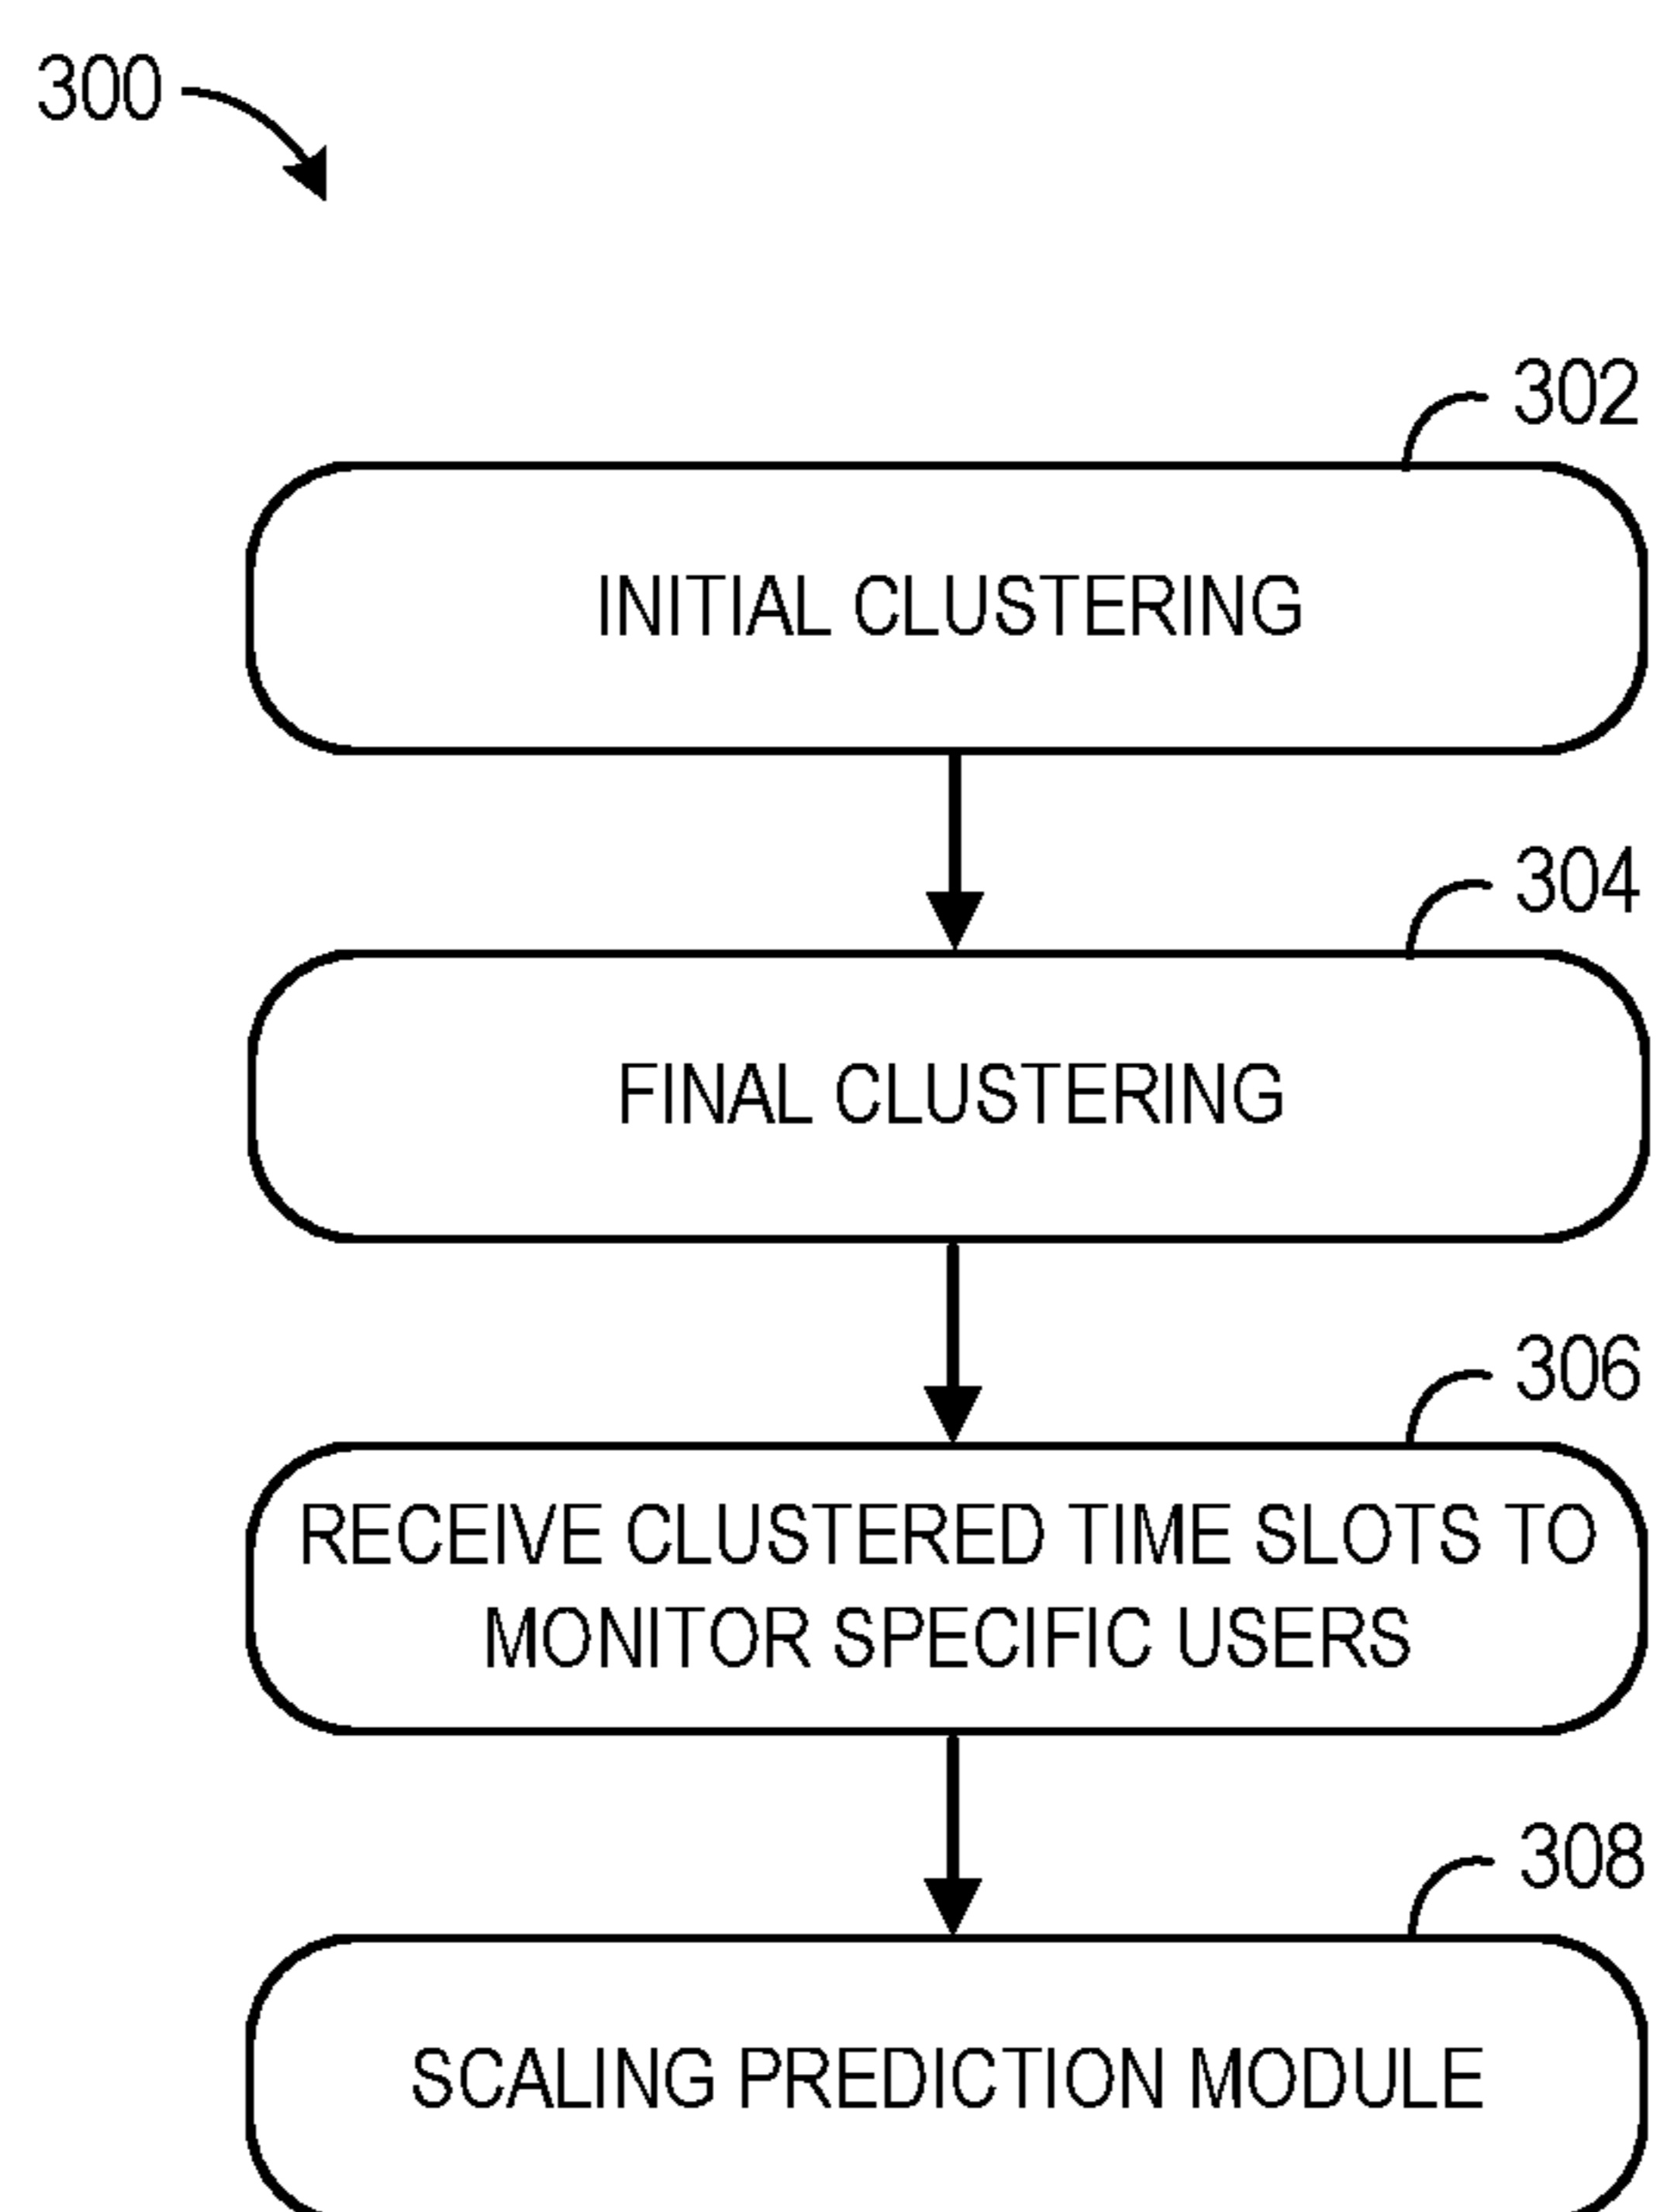 300
302
INITIAL CLUSTERING
304
FINAL CLUSTERING
306
RECEIVE CLUSTERED TIME SLOTS TO
MONITOR SPECIFIC USERS
308
SCALING PREDICTION MODULE